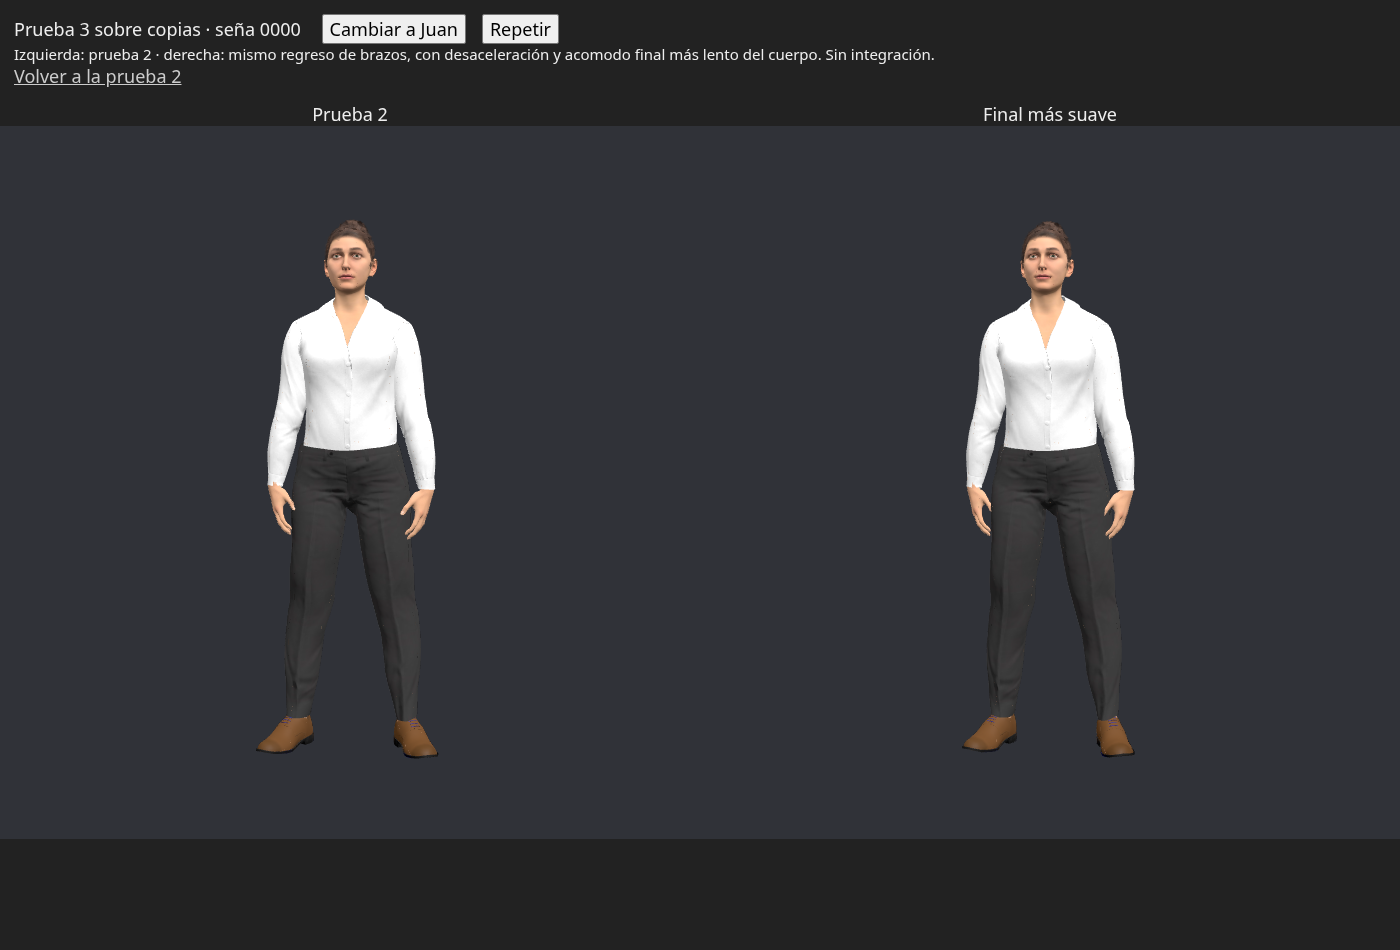 Prueba 3 sobre copias · seña 0000 Cambiar a Juan Repetir
Izquierda: prueba 2 · derecha: mismo regreso de brazos, con desaceleración y acomodo final más lento del cuerpo. Sin integración.
Volver a la prueba 2
Prueba 2 Final más suave